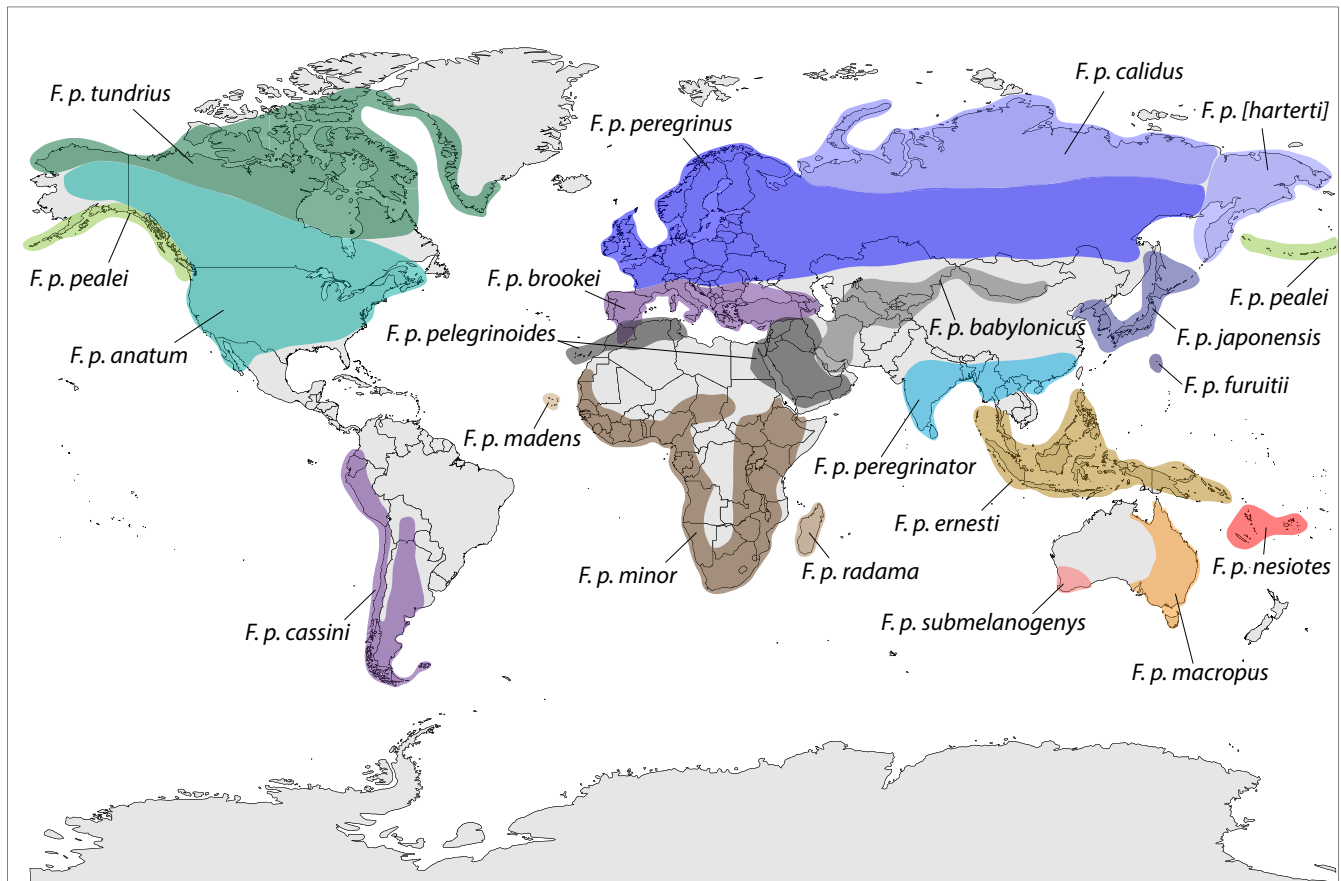 F. p. calidus
F. p. tundrius
F. p. [harterti]
F. p. peregrinus
F. p. pealei
F. p. brookei
F. p. pealei
F. p. pelegrinoides
F. p. babylonicus
F. p. japonensis
F. p. anatum
F. p. furuitii
F. p. madens
F. p. peregrinator
F. p. ernesti
F. p. nesiotes
F. p. minor
F. p. radama
F. p. submelanogenys
F. p. cassini
F. p. macropus